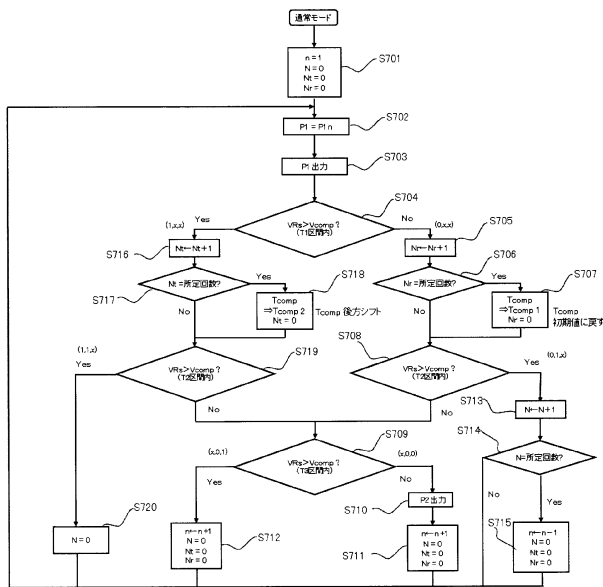 通常モード
n=1
N=0
Nt=0
Nr=0
S701
P1=P1n
S702
P1出力
S703
VRs>Vcomp?
(T1区間内)
S704
(1,x,x)
Yes
No
(0,x,x)
S716
Nt←Nt+1
Nr←Nr+1
S705
S717
Nt=所定回数?
Yes
No
S718
Tcomp
⇒Tcomp 2
Nt=0
Tcomp 後方シフト
Nr=所定回数?
S706
Yes
No
S707
Tcomp
⇒Tcomp 1
Nr=0
Tcomp
初期値に戻す
(1,1,x)
Yes
VRs>Vcomp?
(T2区間内)
S719
No
S708
VRs>Vcomp?
(T2区間内)
Yes
(0,1,x)
No
S713
N←N+1
S709
VRs>Vcomp?
(T3区間内)
(x,0,1)
Yes
(x,0,0)
No
S714
N=所定回数?
No
Yes
S710
P2出力
S720
N=0
n←n+1
N=0
Nt=0
Nr=0
S712
S711
n←n+1
N=0
Nt=0
Nr=0
S715
n←n-1
N=0
Nt=0
Nr=0